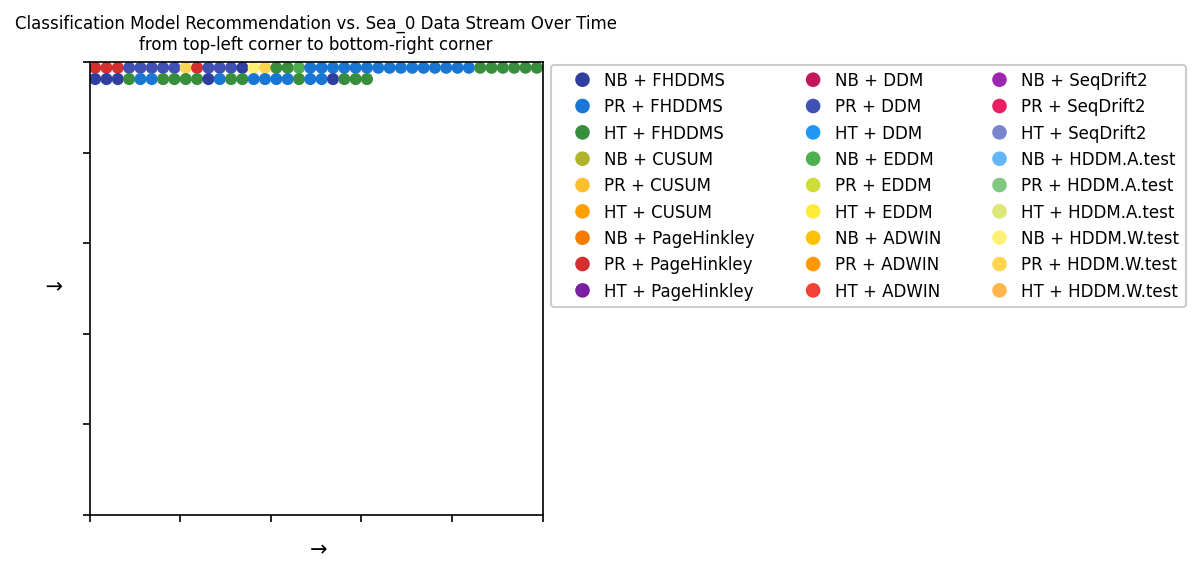 Classification Model Recommendation vs. Sea_0 Data Stream Over Time
from top-left corner to bottom-right corner
NB + FHDDMS
PR + FHDDMS
HT + FHDDMS
NB + CUSUM
PR + CUSUM
HT + CUSUM
NB + PageHinkley
PR + PageHinkley
HT + PageHinkley
NB + DDM
PR + DDM
HT + DDM
NB + EDDM
PR + EDDM
HT + EDDM
NB + ADWIN
PR + ADWIN
HT + ADWIN
NB + SeqDrift2
PR + SeqDrift2
HT + SeqDrift2
NB + HDDM.A.test
PR + HDDM.A.test
HT + HDDM.A.test
NB + HDDM.W.test
PR + HDDM.W.test
HT + HDDM.W.test
→
→